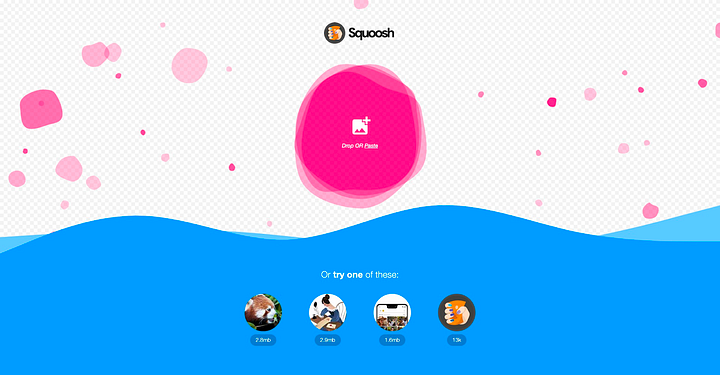 Squoosh
Drop OR Paste
Or try one of these:
2.8mb
2.9mb
1.6mb
13k